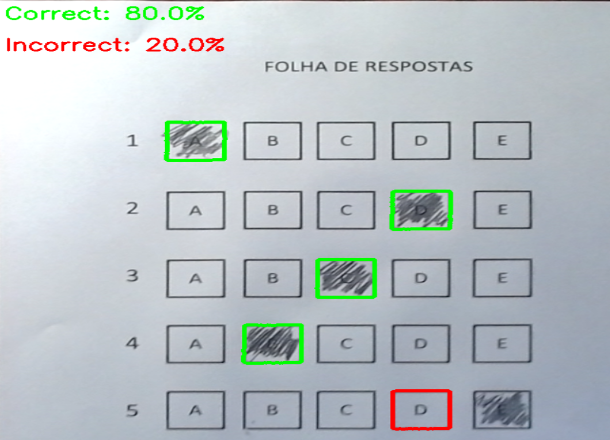 Correct: 80.0%
Incorrect: 20.0%
FOLHA DE RESPOSTAS
1 A B C D E
2 A B C D E
3 A B C D E
4 A B C D E
5 A B C D E